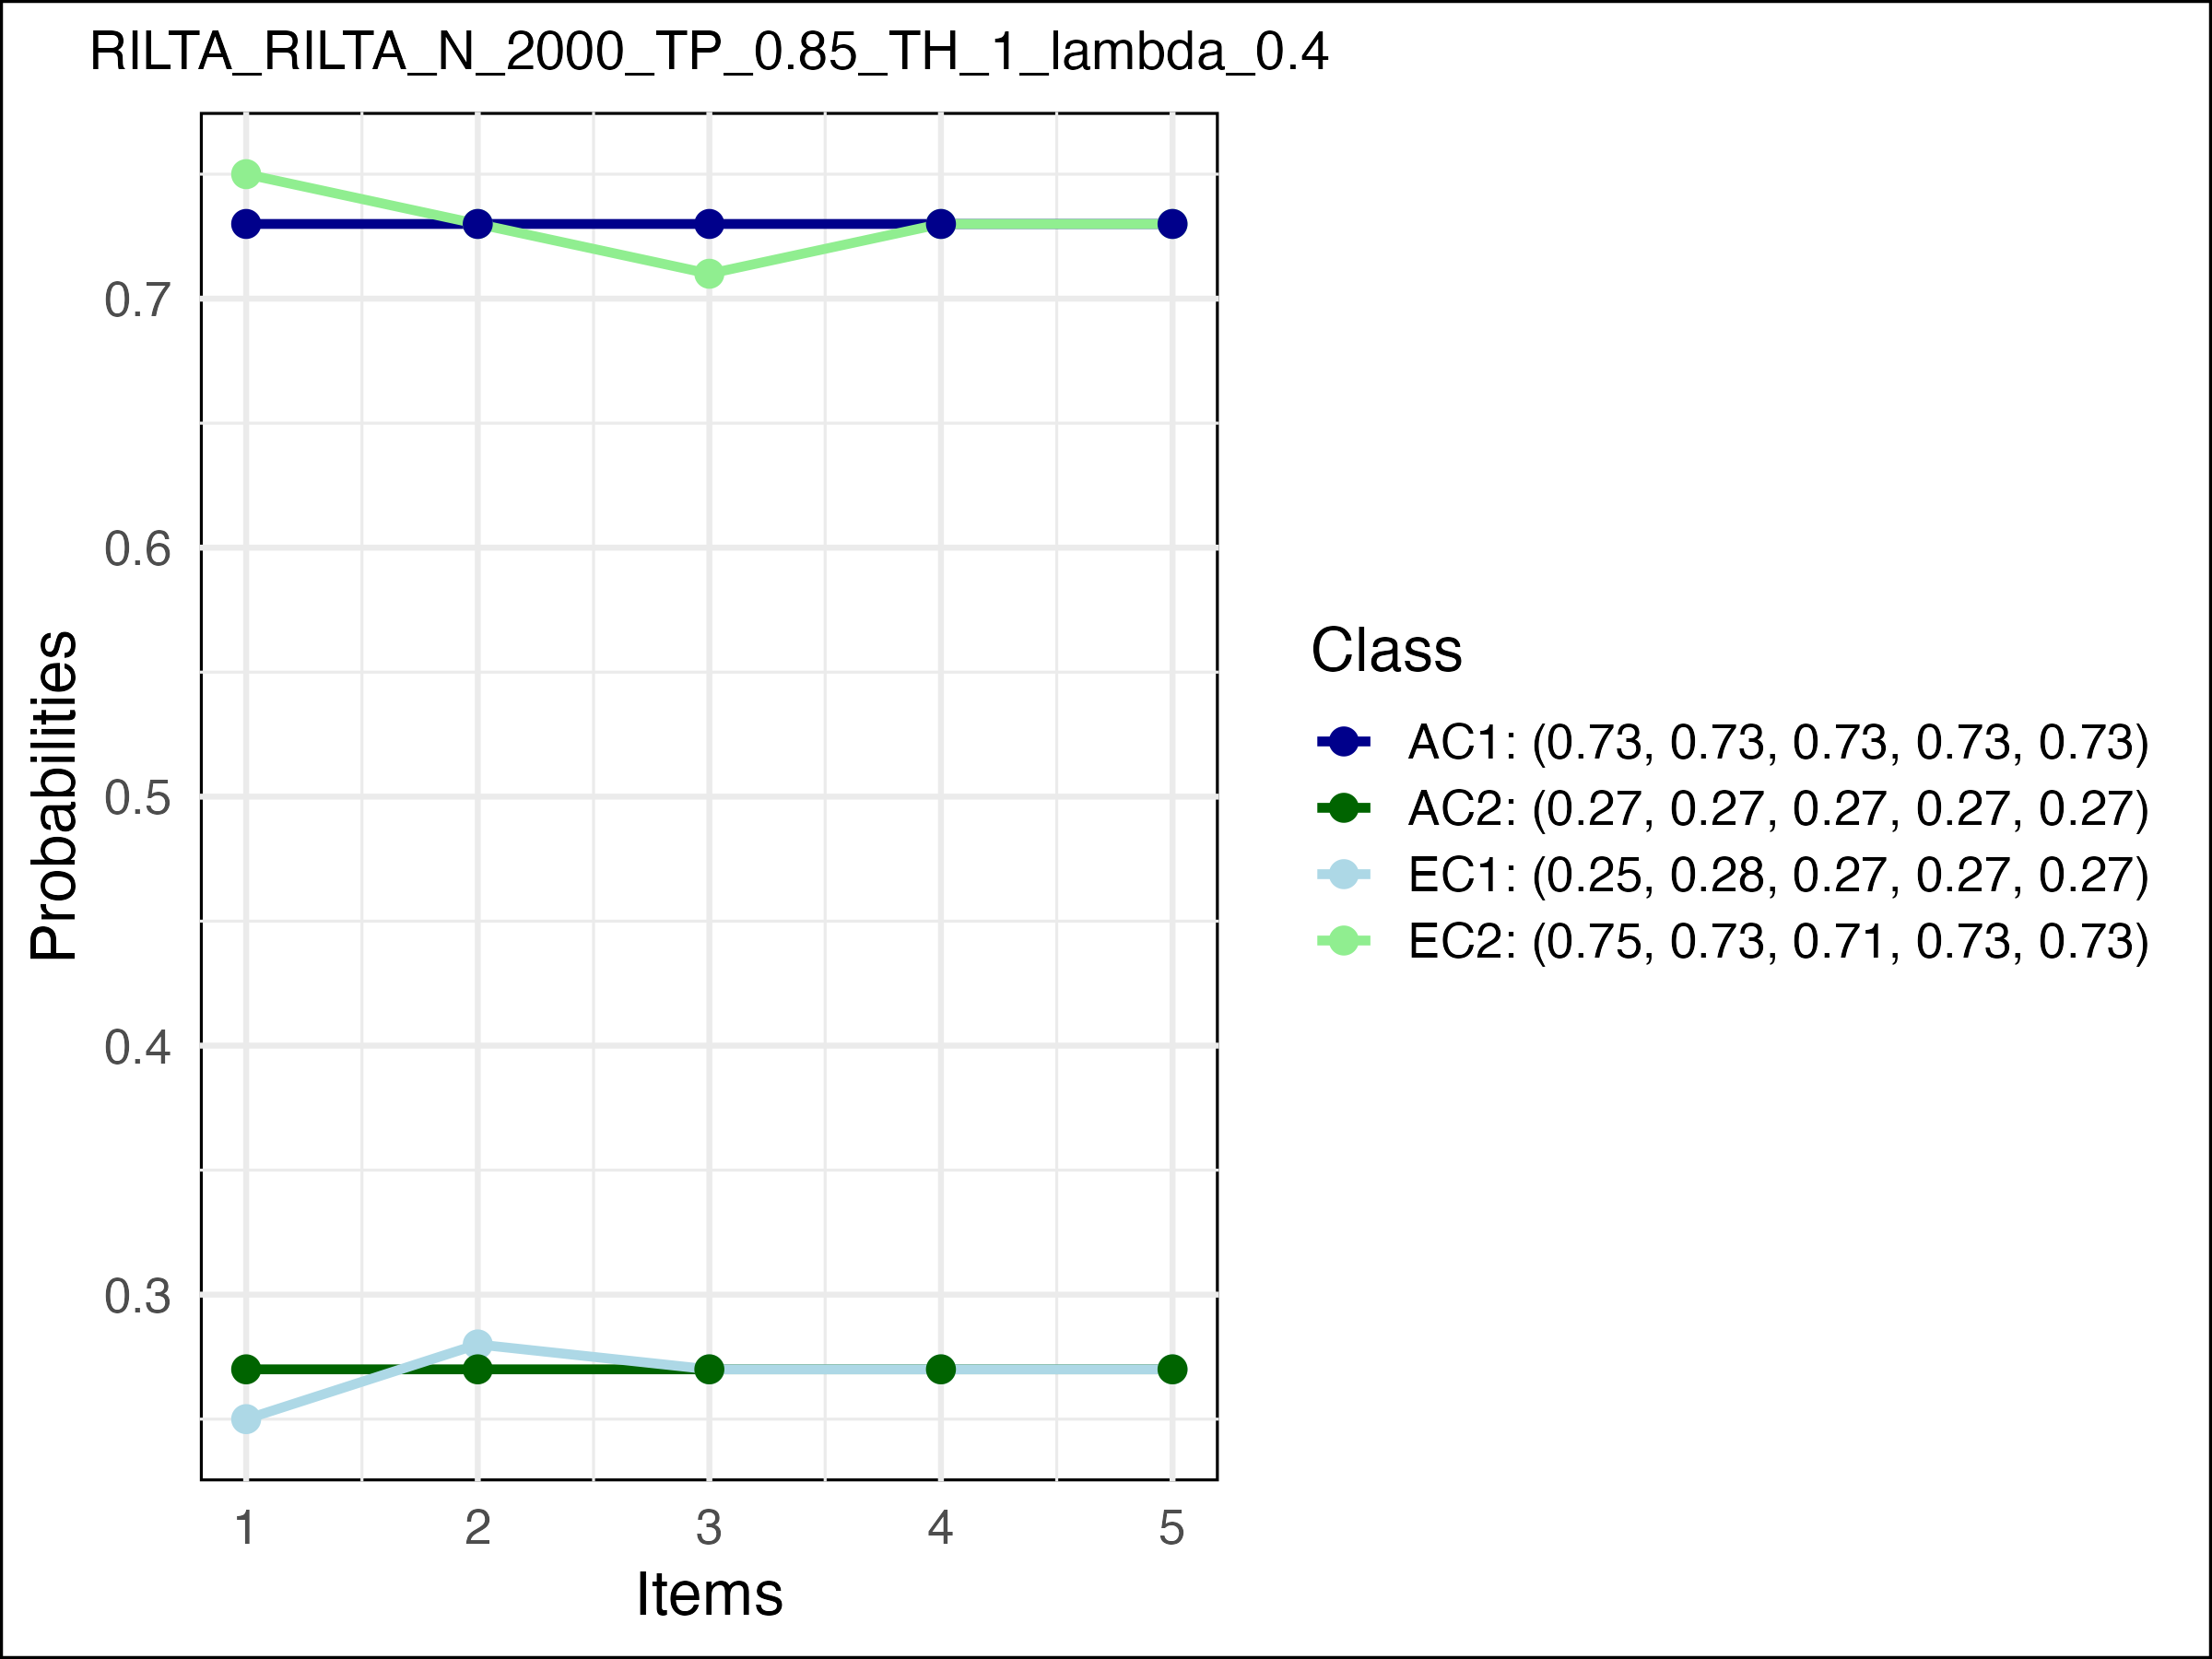 RILTA_RILTA_N_2000_TP_0.85_TH_1_lambda_0.4
Probabilities
0.7
0.6
0.5
0.4
0.3
1 2 3 4 5
Items
Class
AC1: (0.73, 0.73, 0.73, 0.73, 0.73)
AC2: (0.27, 0.27, 0.27, 0.27, 0.27)
EC1: (0.25, 0.28, 0.27, 0.27, 0.27)
EC2: (0.75, 0.73, 0.71, 0.73, 0.73)